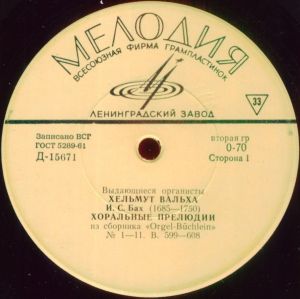 МЕЛОДИЯ
ВСЕСОЮЗНАЯ ФИРМА ГРАМПЛАСТИНОК
ЛЕНИНГРАДСКИЙ ЗАВОД
33
Записано ВСГ
ГОСТ 5289-61
Д-15671
вторая гр
0-70
Сторона 1
Выдающиеся органисты
ХЕЛЬМУТ ВАЛЬХА
И. С. Бах (1685—1750)
ХОРАЛЬНЫЕ ПРЕЛЮДИИ
из сборника «Orgel-Büchlein»
№ 1—11. В. 599—608